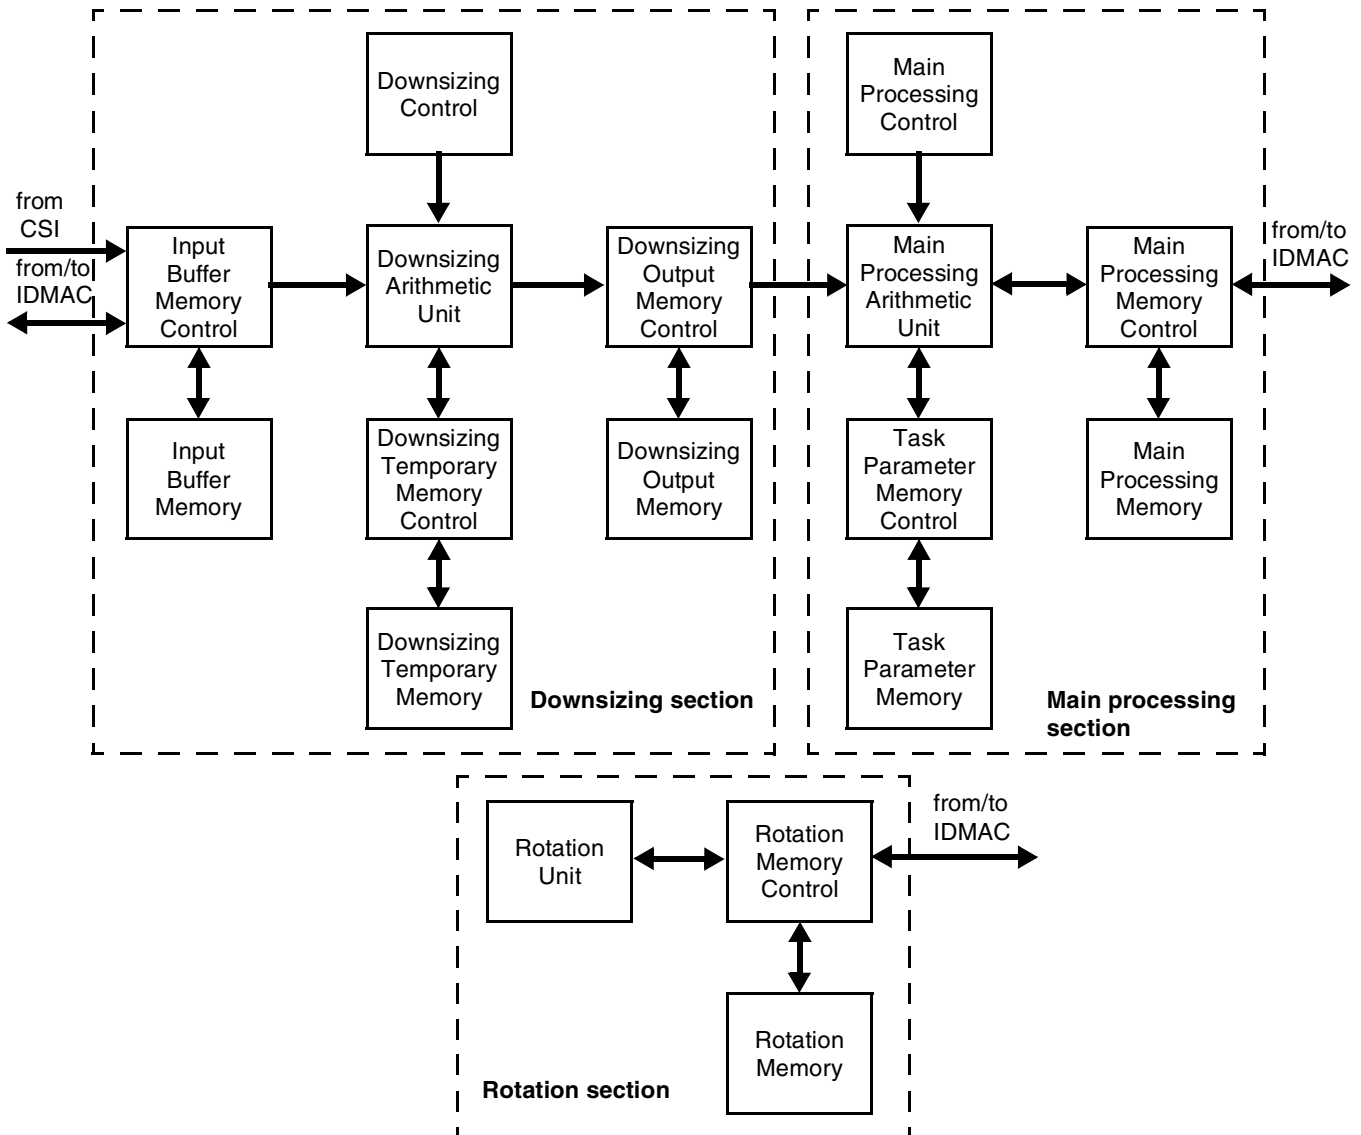 Downsizing
Control
Main
Processing
Control
from
CSI
from/to
IDMAC
Input
Buffer
Memory
Control
Downsizing
Arithmetic
Unit
Downsizing
Output
Memory
Control
Main
Processing
Arithmetic
Unit
Main
Processing
Memory
Control
from/to
IDMAC
Input
Buffer
Memory
Downsizing
Temporary
Memory
Control
Downsizing
Output
Memory
Task
Parameter
Memory
Control
Main
Processing
Memory
Downsizing
Temporary
Memory
Downsizing section
Task
Parameter
Memory
Main processing
section
Rotation
Unit
Rotation
Memory
Control
from/to
IDMAC
Rotation
Memory
Rotation section